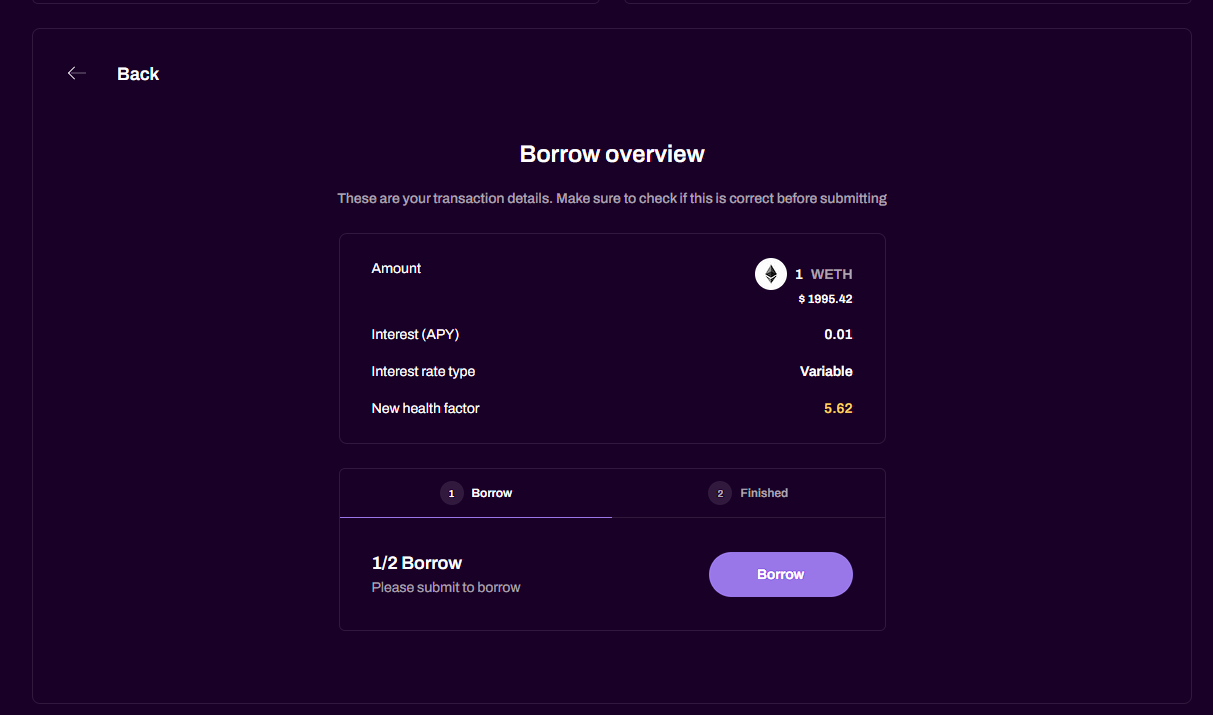 Back
Borrow overview
These are your transaction details. Make sure to check if this is correct before submitting
Amount
1 WETH
$ 1995.42
Interest (APY) 0.01
Interest rate type Variable
New health factor 5.62
1 Borrow 2 Finished
1/2 Borrow
Please submit to borrow
Borrow